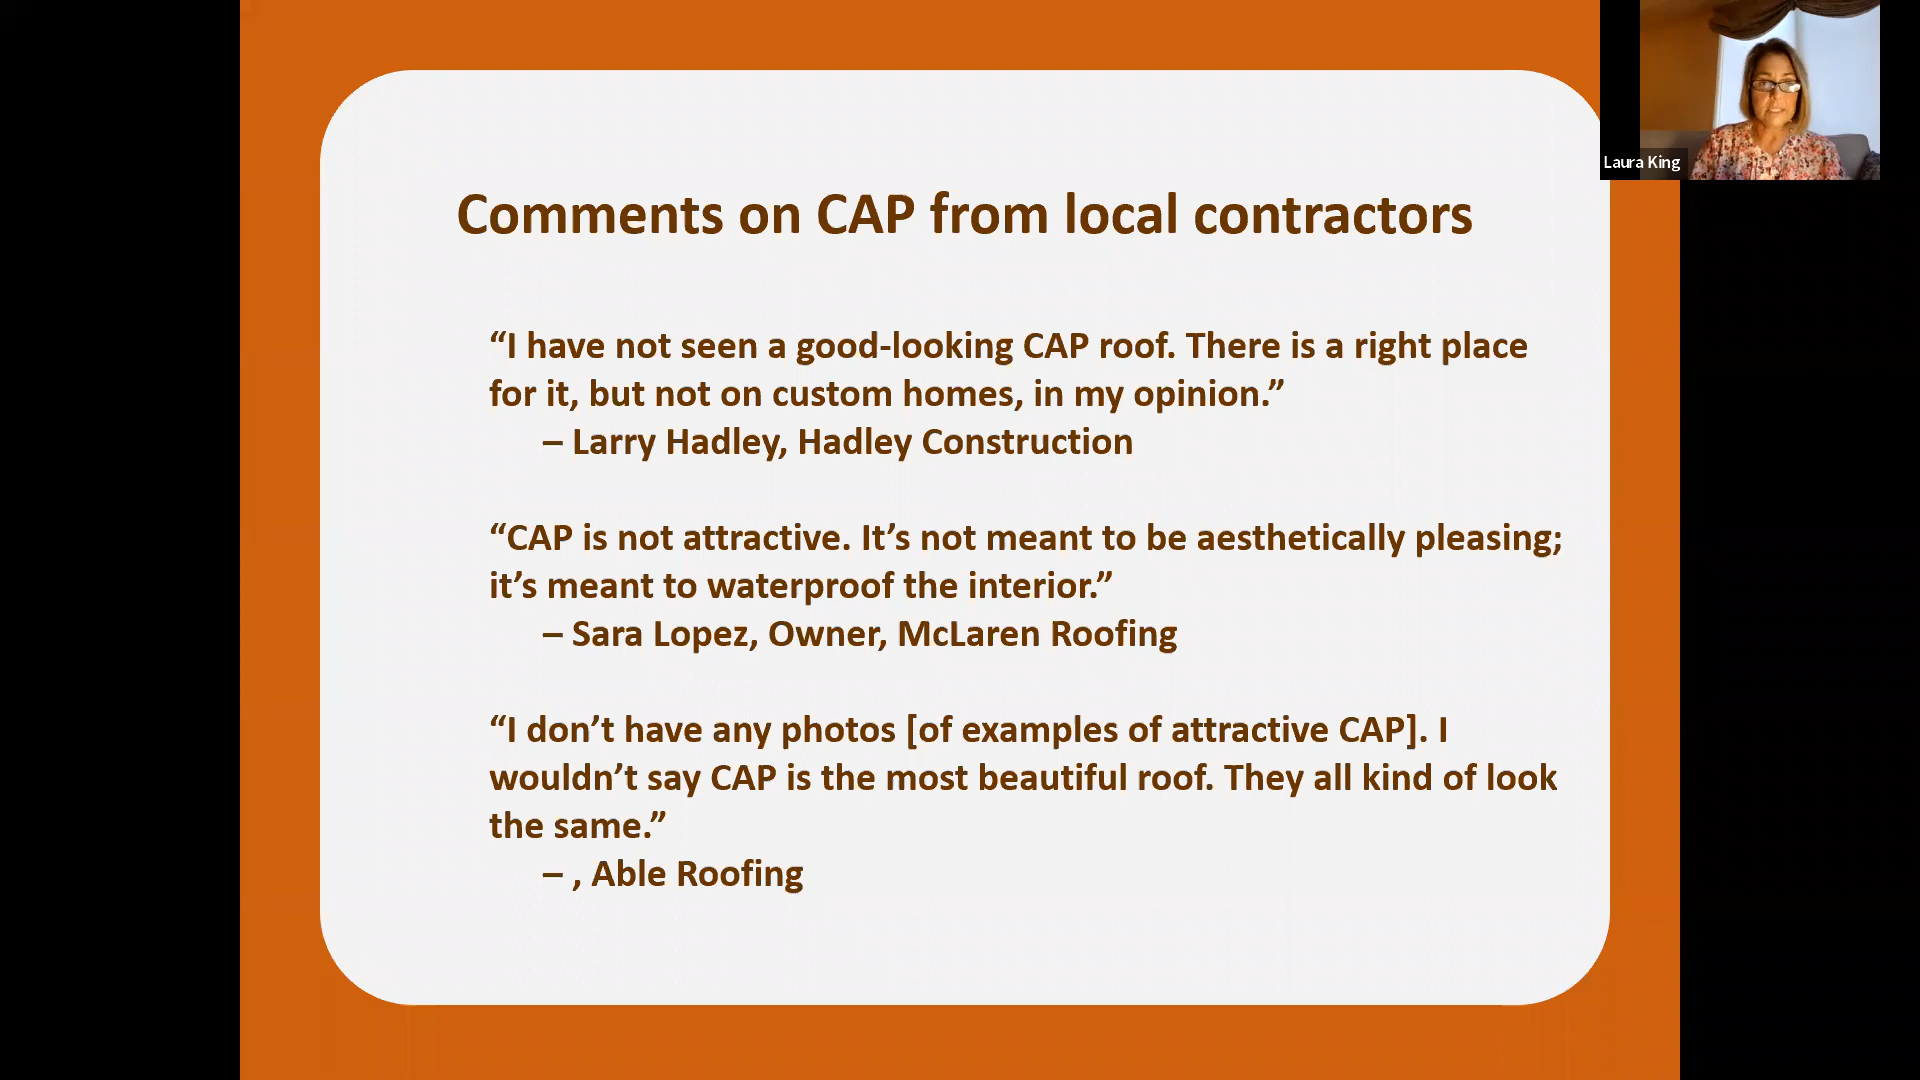 Laura King
Comments on CAP from local contractors
“I have not seen a good-looking CAP roof. There is a right place
for it, but not on custom homes, in my opinion.”
– Larry Hadley, Hadley Construction
“CAP is not attractive. It’s not meant to be aesthetically pleasing;
it’s meant to waterproof the interior.”
– Sara Lopez, Owner, McLaren Roofing
“I don’t have any photos [of examples of attractive CAP]. I
wouldn’t say CAP is the most beautiful roof. They all kind of look
the same.”
– , Able Roofing